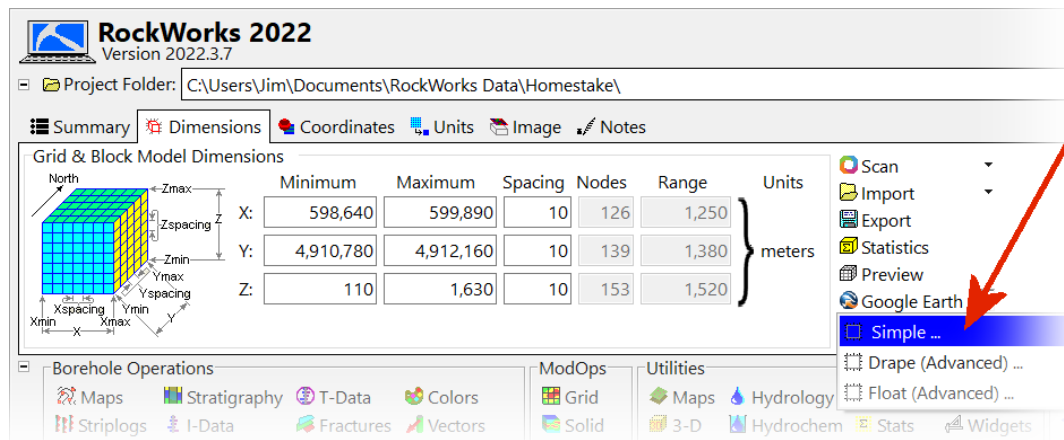 RockWorks 2022
Version 2022.3.7
Project Folder: C:\Users\Jim\Documents\RockWorks Data\Homestake\
Summary Dimensions Coordinates Units Image Notes
Grid & Block Model Dimensions
North
Zmax
Zspacing
Z
Zmin
Ymax
Yspacing
Ymin
Xspacing
Xmin
Xmax
X
Y
Minimum Maximum Spacing Nodes Range Units
X: 598,640 599,890 10 126 1,250
Y: 4,910,780 4,912,160 10 139 1,380 meters
Z: 110 1,630 10 153 1,520
Scan
Import
Export
Statistics
Preview
Google Earth
Simple ...
Drape (Advanced) ...
Float (Advanced) ...
Borehole Operations
Maps Stratigraphy T-Data Colors
Striplogs I-Data Fractures Vectors
ModOps
Grid
Solid
Utilities
Maps Hydrology
3-D Hydrochem Stats Widgets